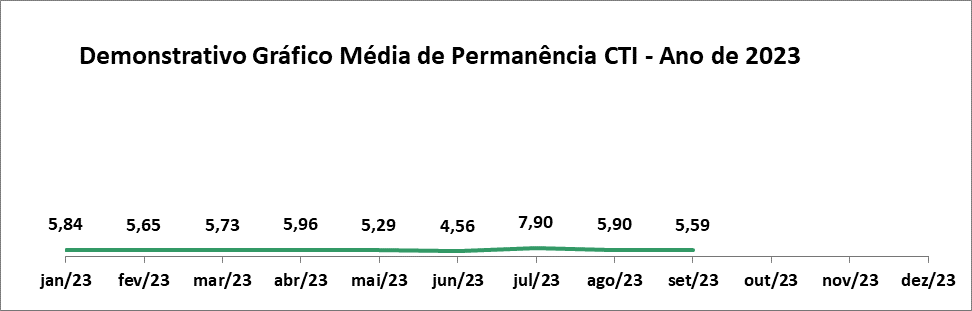 Demonstrativo Gráfico Média de Permanência CTI - Ano de 2023
5,84 5,65 5,73 5,96 5,29 4,56 7,90 5,90 5,59
jan/23 fev/23 mar/23 abr/23 mai/23 jun/23 jul/23 ago/23 set/23 out/23 nov/23 dez/23